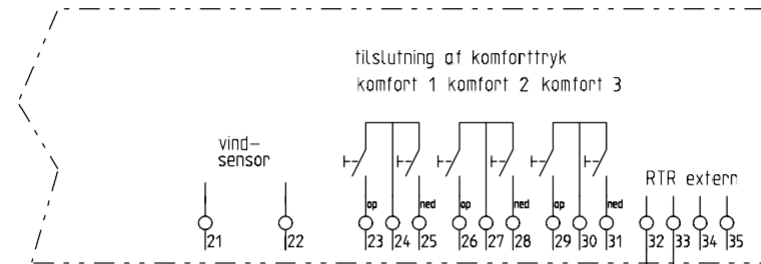 tilslutning af komforttryk
komfort 1 komfort 2 komfort 3
vind-
sensor
RTR extern
op ned op ned op ned
21 22 23 24 25 26 27 28 29 30 31 32 33 34 35